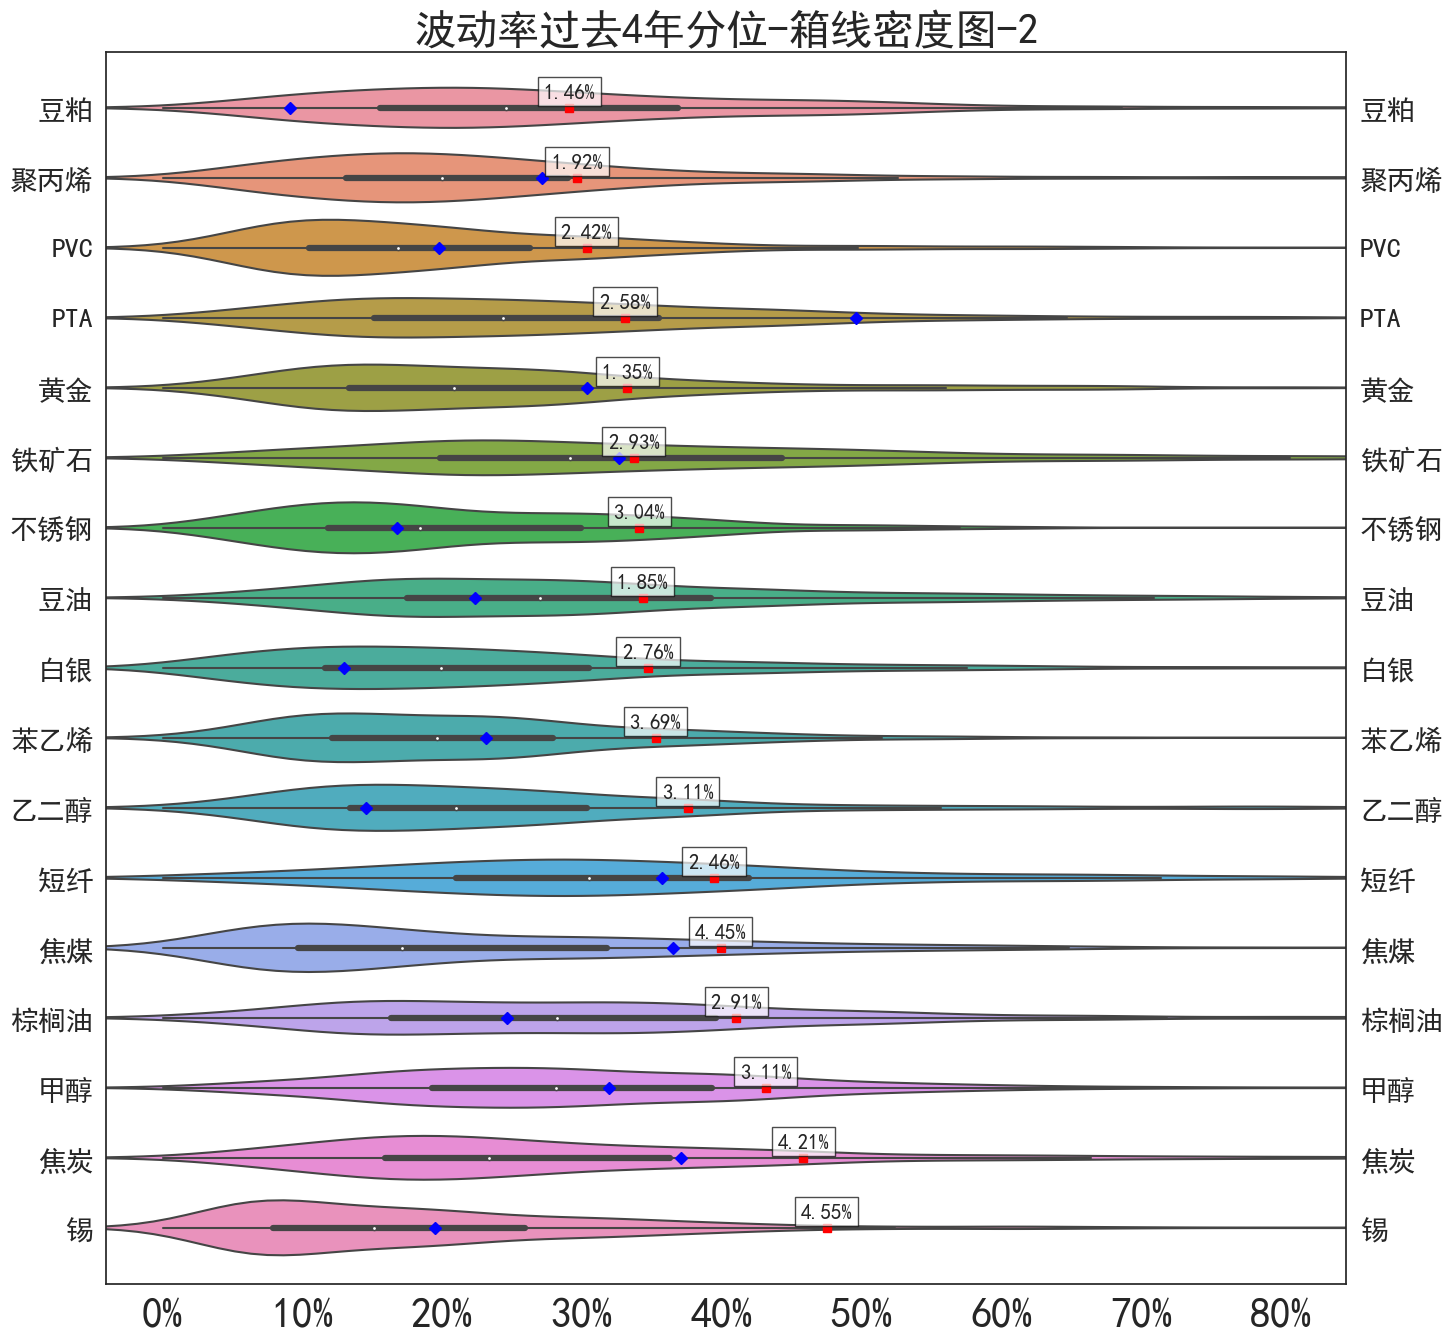 波动率过去4年分位-箱线密度图-2
豆粕 1.46% 豆粕
聚丙烯 1.92% 聚丙烯
PVC 2.42% PVC
PTA 2.58% PTA
黄金 1.35% 黄金
铁矿石 2.93% 铁矿石
不锈钢 3.04% 不锈钢
豆油 1.85% 豆油
白银 2.76% 白银
苯乙烯 3.69% 苯乙烯
乙二醇 3.11% 乙二醇
短纤 2.46% 短纤
焦煤 4.45% 焦煤
棕榈油 2.91% 棕榈油
甲醇 3.11% 甲醇
焦炭 4.21% 焦炭
锡 4.55% 锡
0% 10% 20% 30% 40% 50% 60% 70% 80%